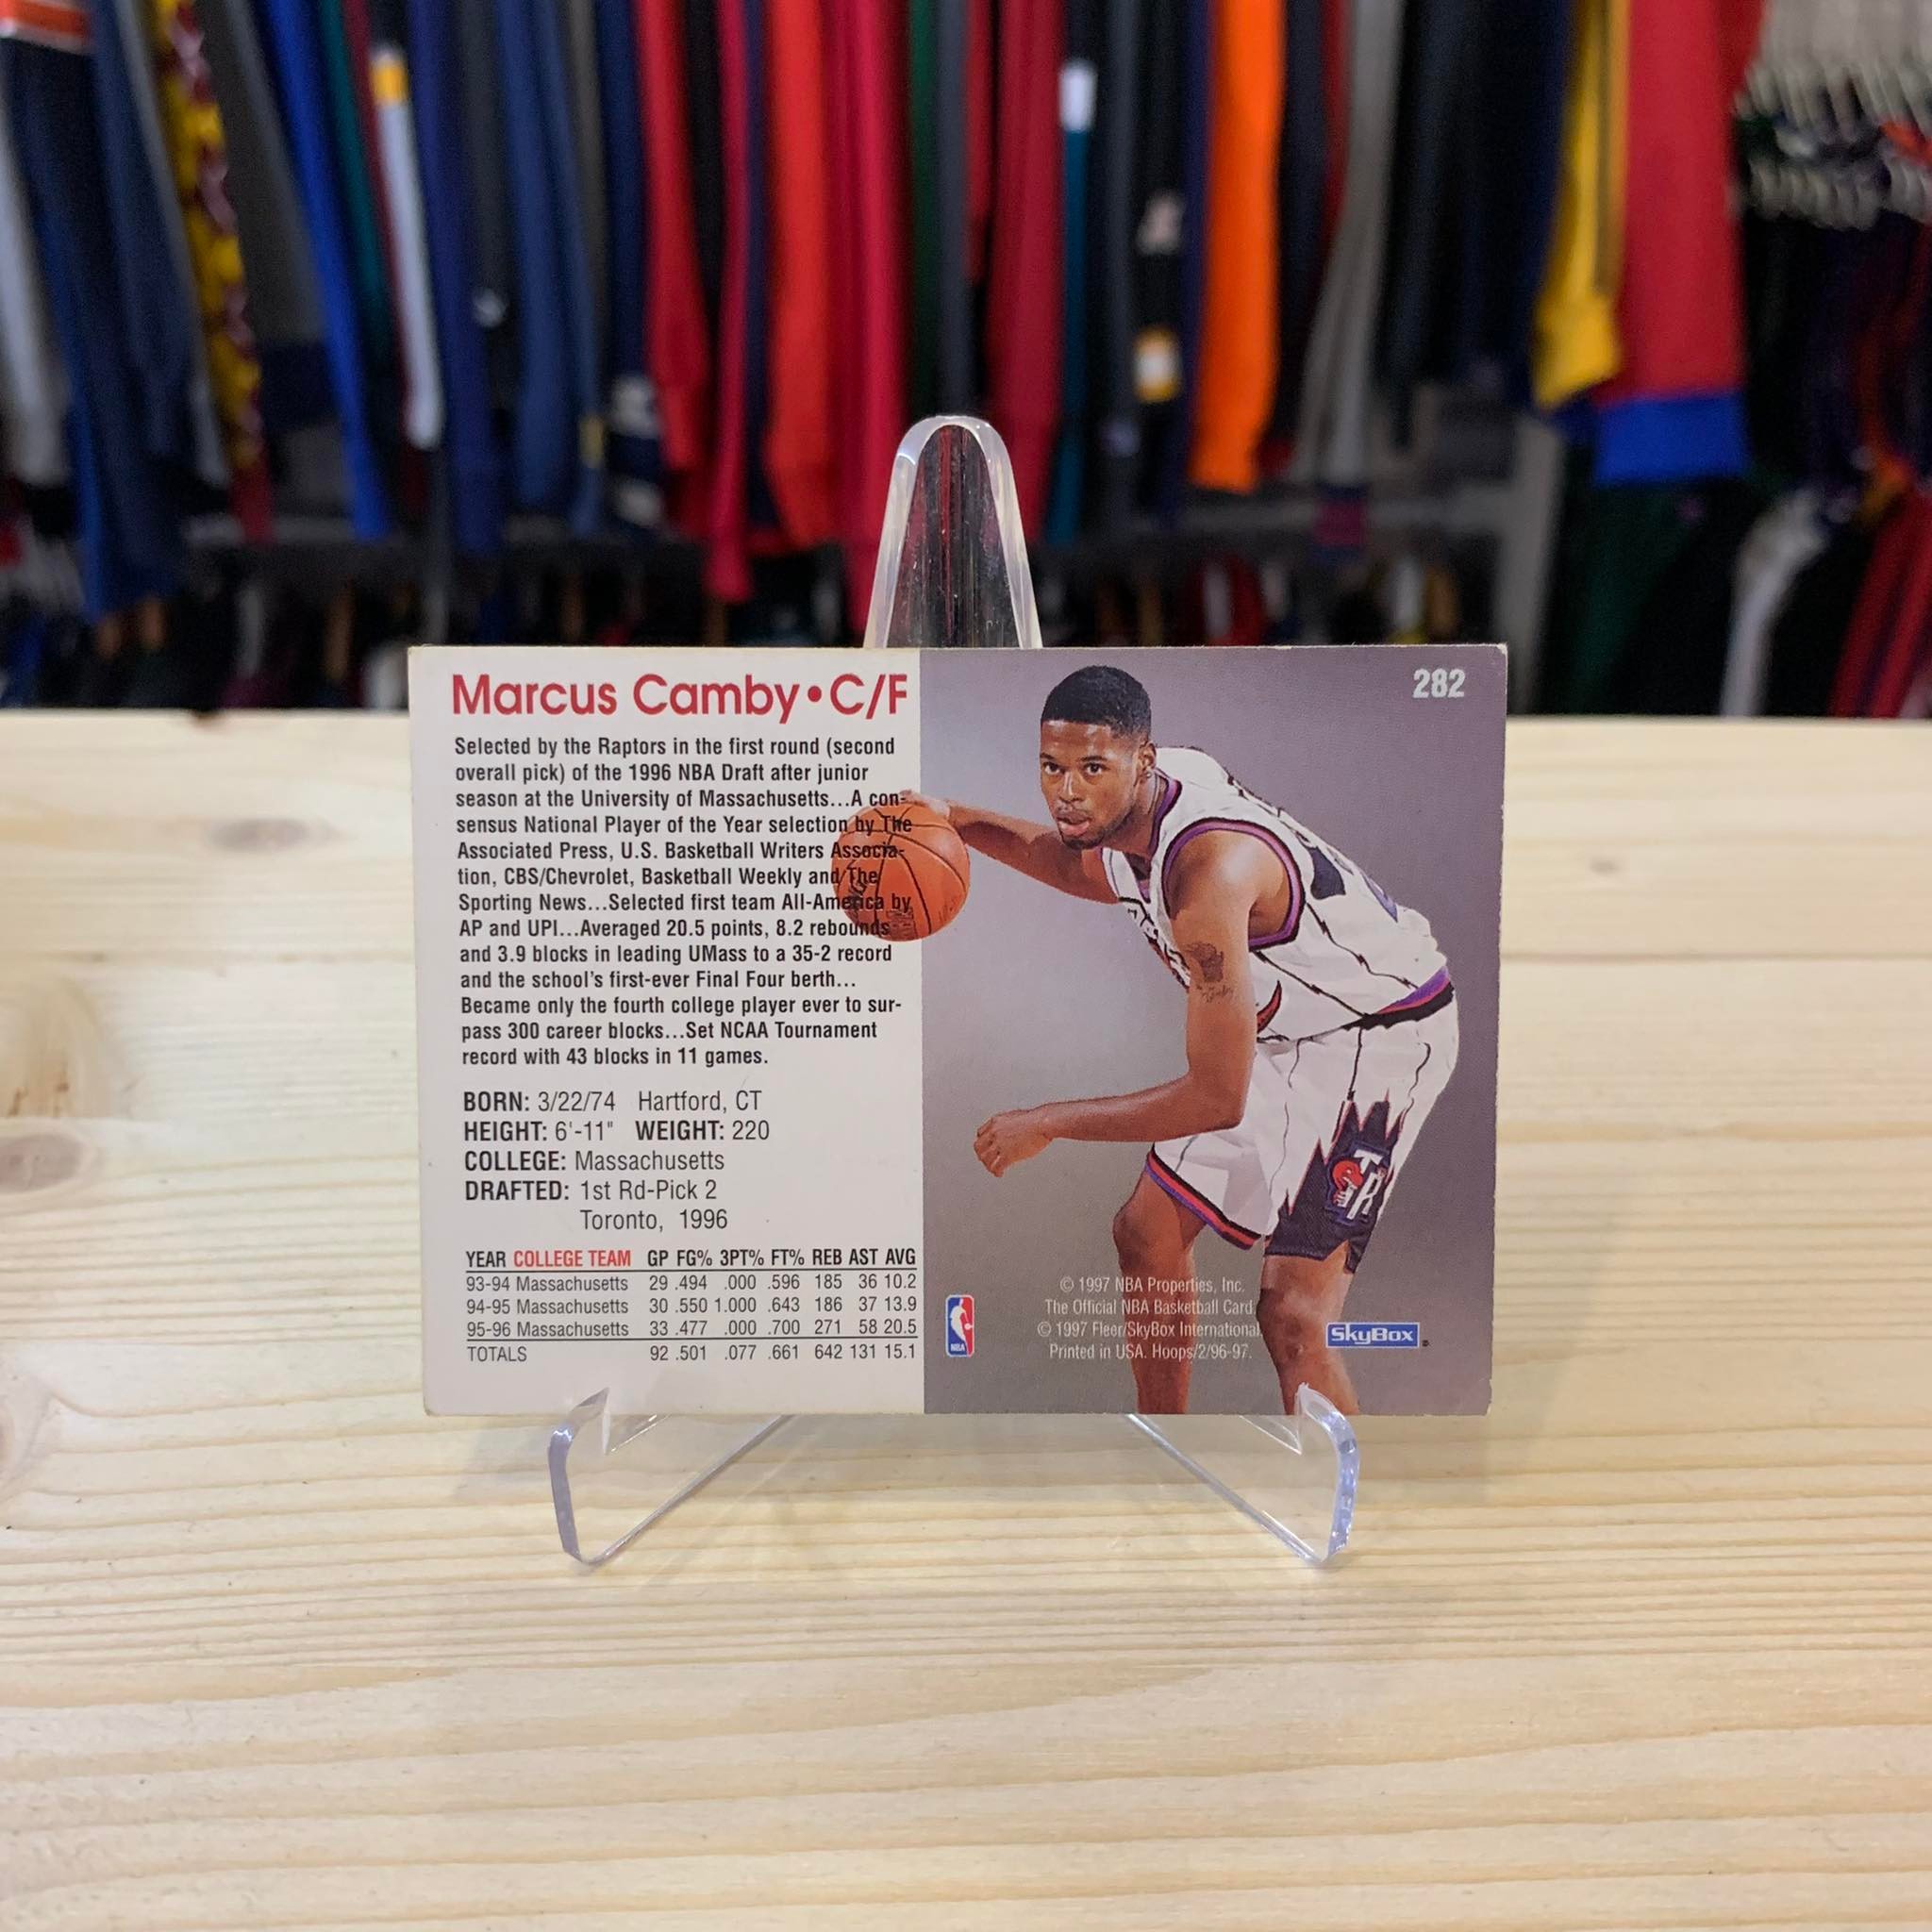 Marcus Camby•C/F
282
Selected by the Raptors in the first round (second
overall pick) of the 1996 NBA Draft after junior
season at the University of Massachusetts...A con-
sensus National Player of the Year selection by The
Associated Press, U.S. Basketball Writers Associa-
tion, CBS/Chevrolet, Basketball Weekly and The
Sporting News...Selected first team All-America by
AP and UPI...Averaged 20.5 points, 8.2 rebounds
and 3.9 blocks in leading UMass to a 35-2 record
and the school's first-ever Final Four berth...
Became only the fourth college player ever to sur-
pass 300 career blocks...Set NCAA Tournament
record with 43 blocks in 11 games.
BORN: 3/22/74 Hartford, CT
HEIGHT: 6'-11" WEIGHT: 220
COLLEGE: Massachusetts
DRAFTED: 1st Rd-Pick 2
Toronto, 1996
YEAR COLLEGE TEAM GP FG% 3PT% FT% REB AST AVG
93-94 Massachusetts 29 .494 .000 .596 185 36 10.2
94-95 Massachusetts 30 .550 1.000 .643 186 37 13.9
95-96 Massachusetts 33 .477 .000 .700 271 58 20.5
TOTALS 92 .501 .077 .661 642 131 15.1
NBA
© 1997 NBA Properties, Inc.
The Official NBA Basketball Card
© 1997 Fleer/SkyBox International.
Printed in USA. Hoops/2/96-97.
SkyBox